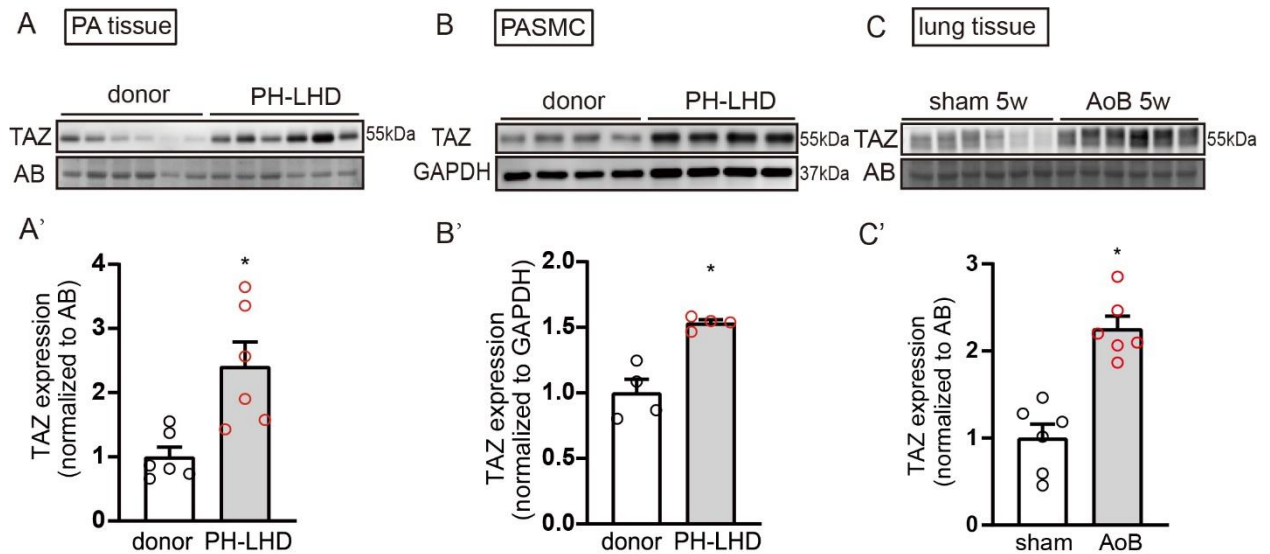 A PA tissue
donor PH-LHD
TAZ 55kDa
AB
B PASMC
donor PH-LHD
TAZ 55kDa
GAPDH 37kDa
C lung tissue
sham 5w AoB 5w
TAZ 55kDa
AB
A’
TAZ expression
(normalized to AB)
4
3
2
1
0
*
donor PH-LHD
B’
TAZ expression
(normalized to GAPDH)
2.0
1.5
1.0
0.5
0.0
*
donor PH-LHD
C’
TAZ expression
(normalized to AB)
3
2
1
0
*
sham AoB